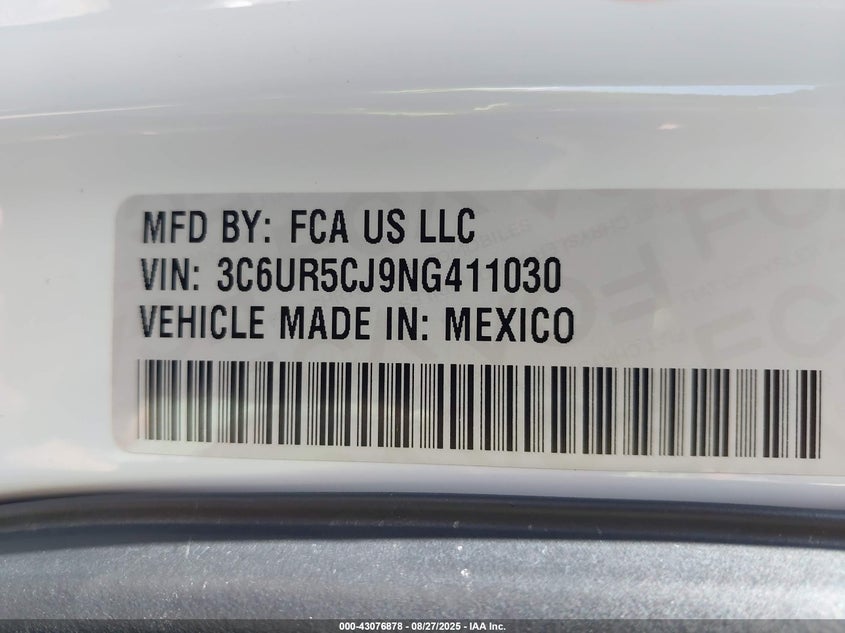 MFD BY: FCA US LLC
VIN: 3C6UR5CJ9NG411030
VEHICLE MADE IN: MEXICO
000-43076878 - 08/27/2025 - IAA Inc.